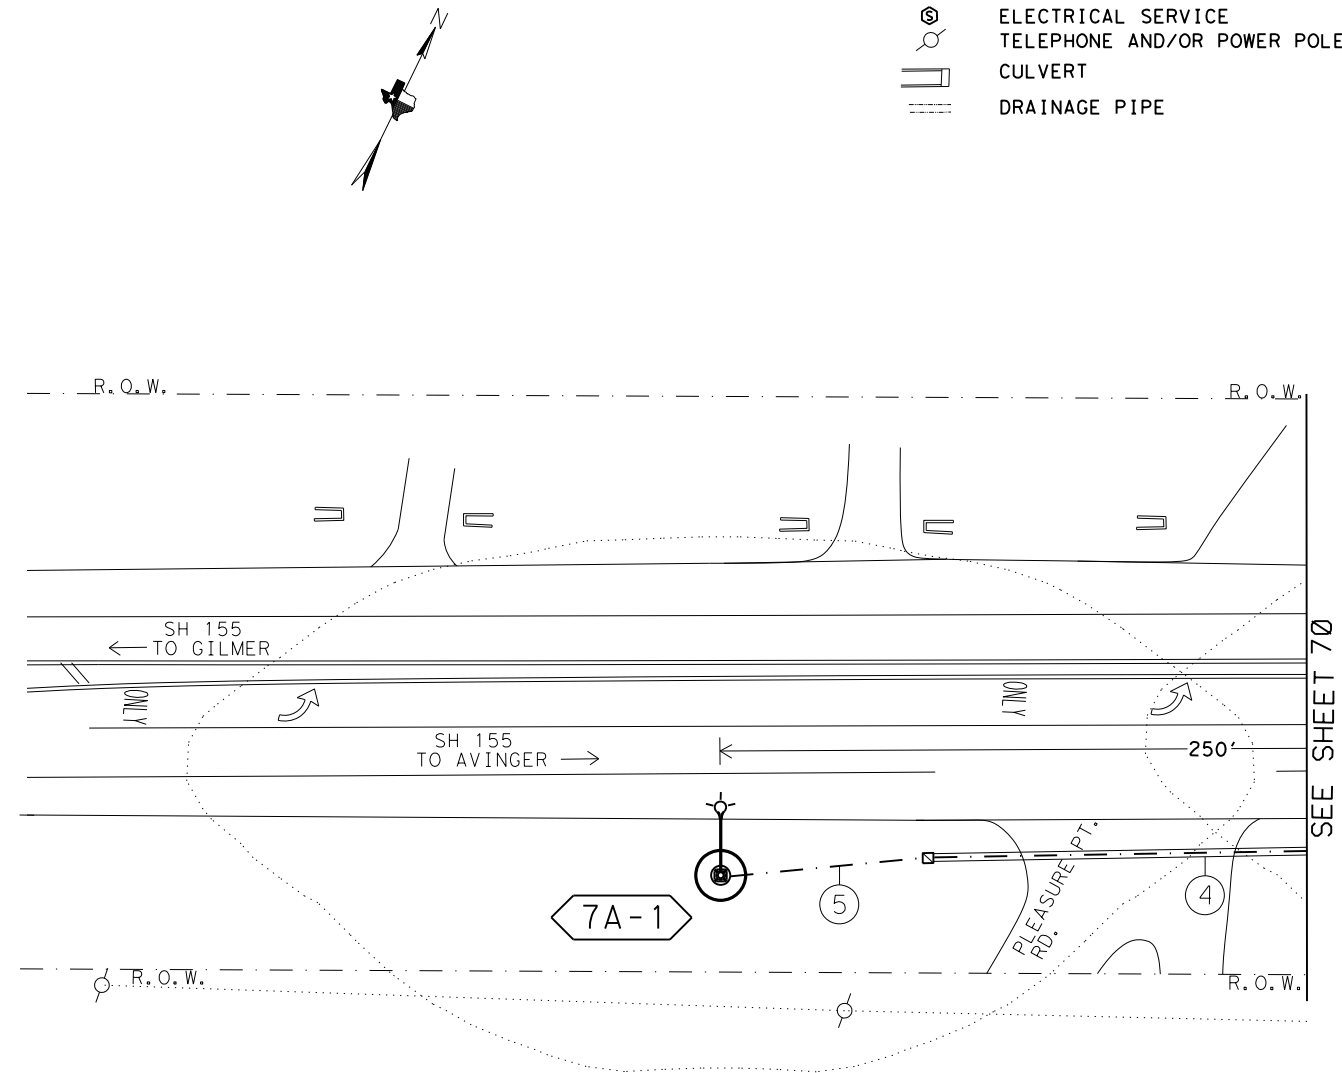 N
S
ELECTRICAL SERVICE
TELEPHONE AND/OR POWER POLE
CULVERT
DRAINAGE PIPE
R.O.W.
R.O.W.
SH 155
TO GILMER
ONLY
ONLY
SH 155
TO AVINGER
250'
SEE SHEET 70
PLEASURE PT.
RD.
7A-1
5
4
R.O.W.
R.O.W.